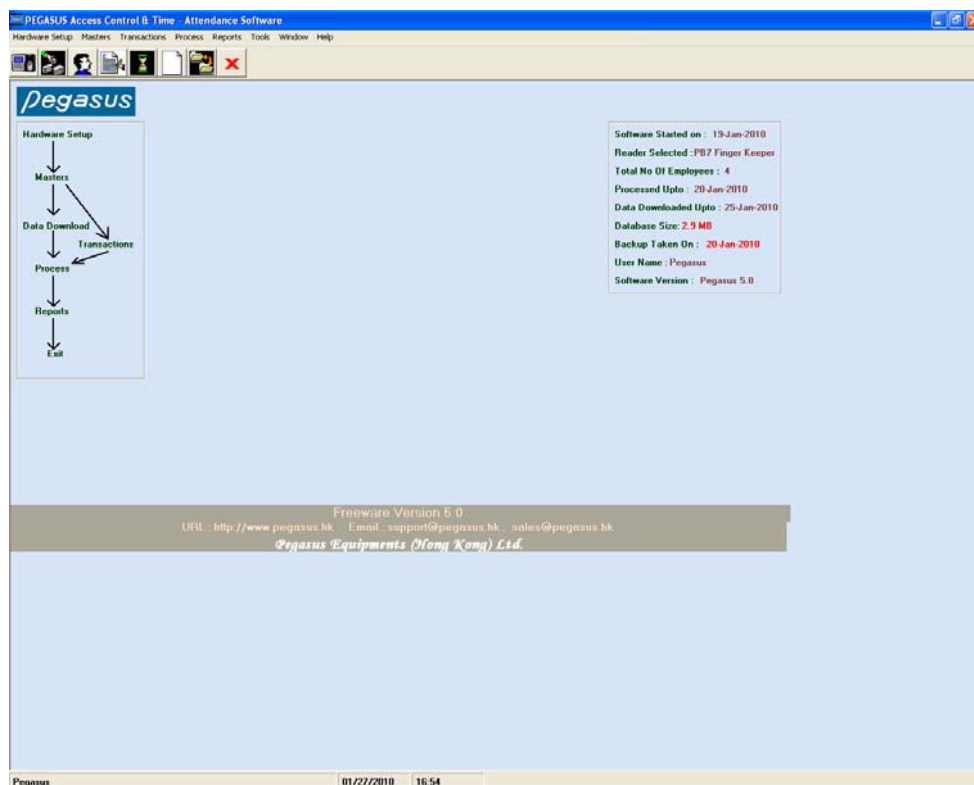 PEGASUS Access Control & Time - Attendance Software
Hardware Setup Masters Transactions Process Reports Tools Window Help
Pegasus
Hardware Setup
Masters
Data Download
Transactions
Process
Reports
Exit
Software Started on : 19-Jan-2010
Reader Selected :PB7 Finger Keeper
Total No Of Employees : 4
Processed Upto : 20-Jan-2010
Data Downloaded Upto : 25-Jan-2010
Database Size: 2.9 MB
Backup Taken On : 20-Jan-2010
User Name : Pegasus
Software Version : Pegasus 5.0
Freeware Version 5.0
URL : http://www.pegasus.hk Email : support@pegasus.hk , sales@pegasus.hk
Pegasus Equipments (Hong Kong) Ltd.
Pegasus 01/27/2010 16:54